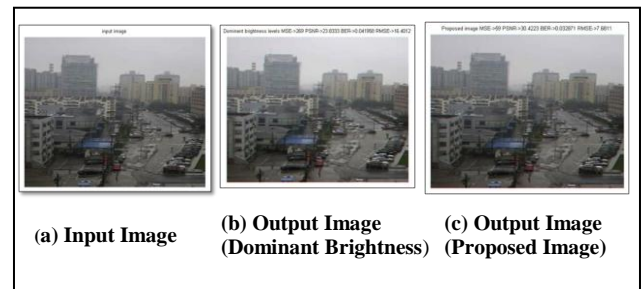 input image
Dominant brightness levels MSE->269 PSNR->23.8333 BER->0.041958 RMSE->16.4012
Proposed image MSE->59 PSNR->30.4223 BER->0.032871 RMSE->7.6811
(a) Input Image
(b) Output Image
(Dominant Brightness)
(c) Output Image
(Proposed Image)